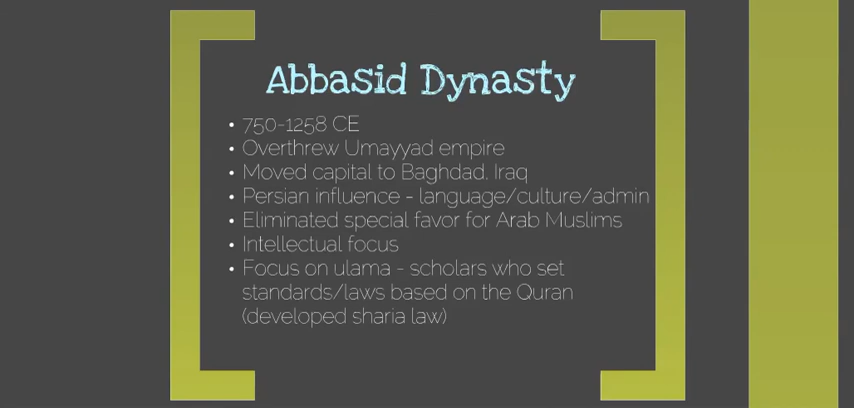 Abbasid Dynasty
• 750-1258 CE
• Overthrew Umayyad empire
• Moved capital to Baghdad, Iraq
• Persian influence - language/culture/admin
• Eliminated special favor for Arab Muslims
• Intellectual focus
• Focus on ulama - scholars who set
standards/laws based on the Quran
(developed sharia law)